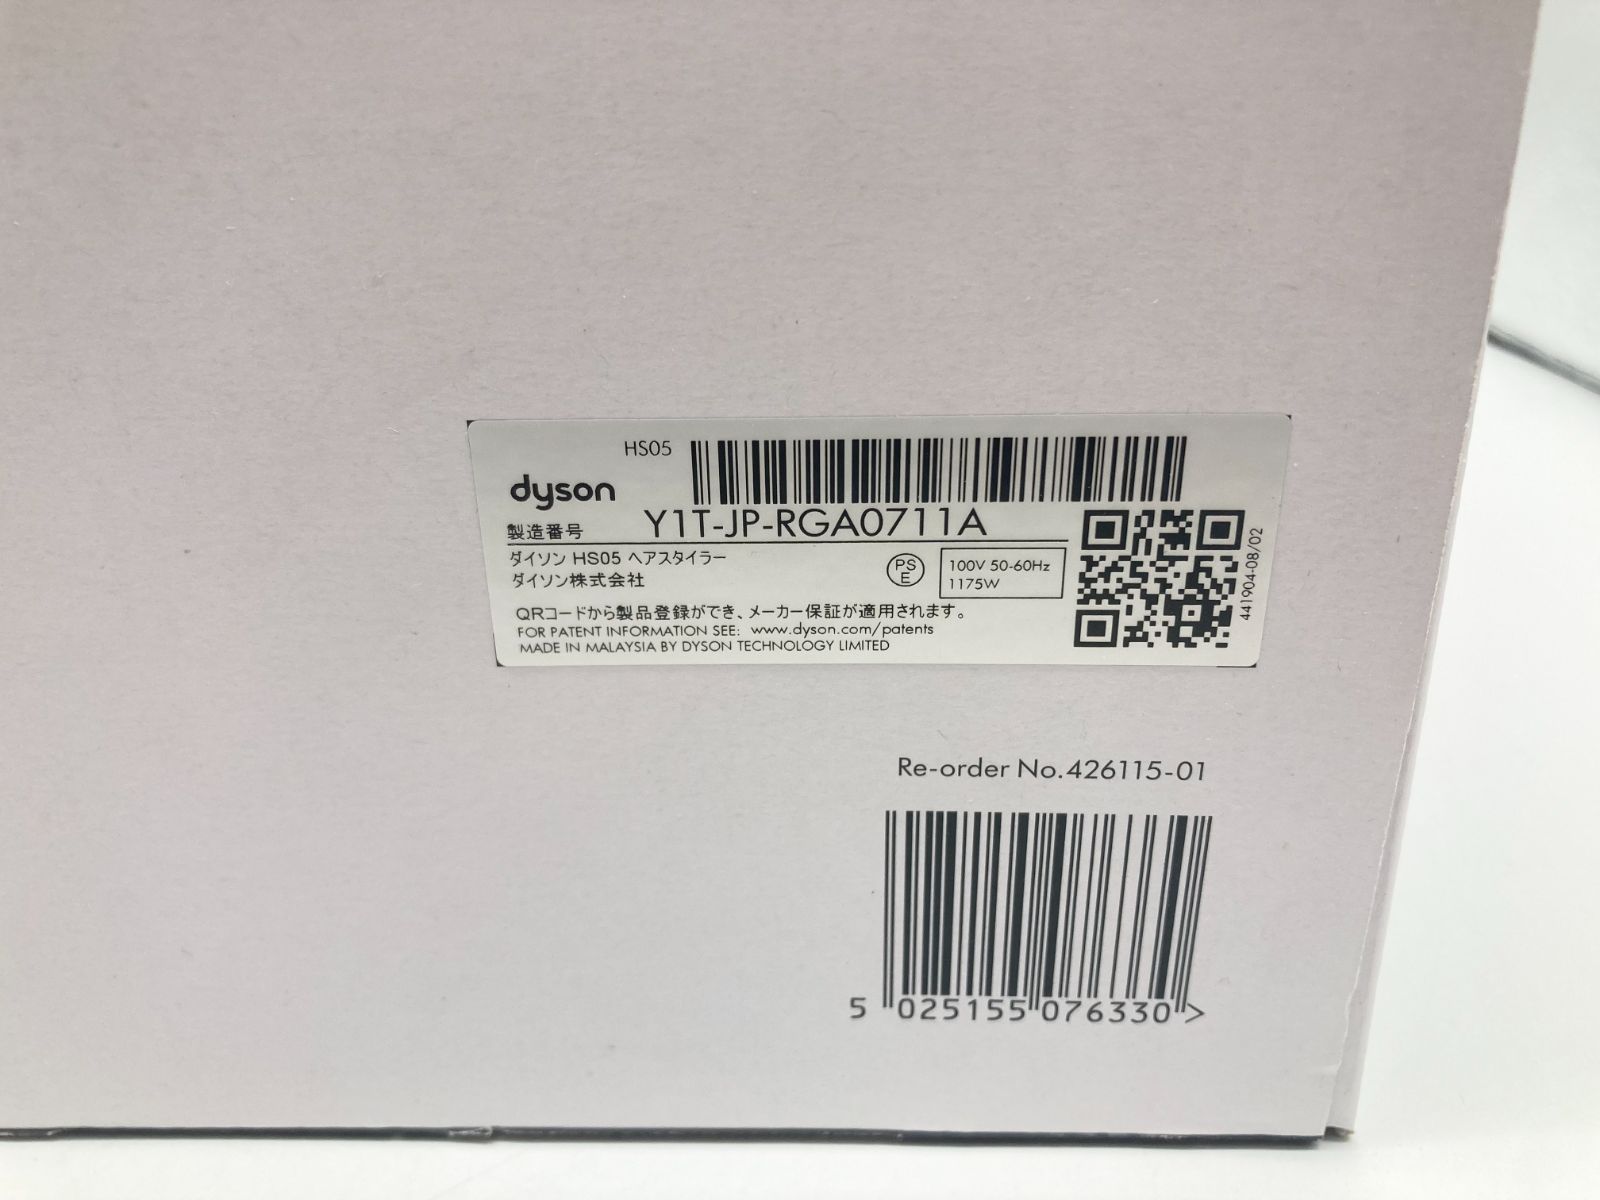 HS05
dyson
製造番号 Y1T-JP-RGA0711A
ダイソン HS05 ヘアスタイラー
ダイソン株式会社
PS
E
100V 50-60Hz
1175W
QRコードから製品登録ができ、メーカー保証が適用されます。
FOR PATENT INFORMATION SEE: www.dyson.com/patents
MADE IN MALAYSIA BY DYSON TECHNOLOGY LIMITED
441904-08/02
Re-order No.426115-01
5 025155 076330 >